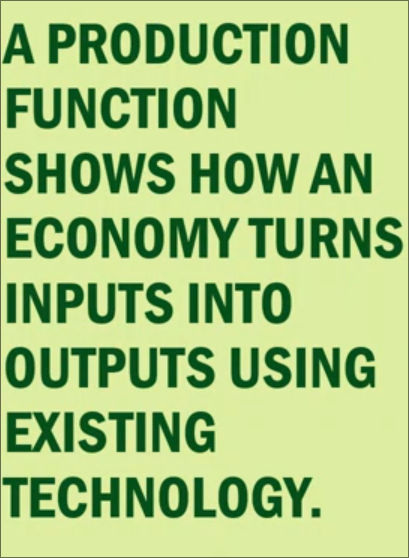 A PRODUCTION
FUNCTION
SHOWS HOW AN
ECONOMY TURNS
INPUTS INTO
OUTPUTS USING
EXISTING
TECHNOLOGY.